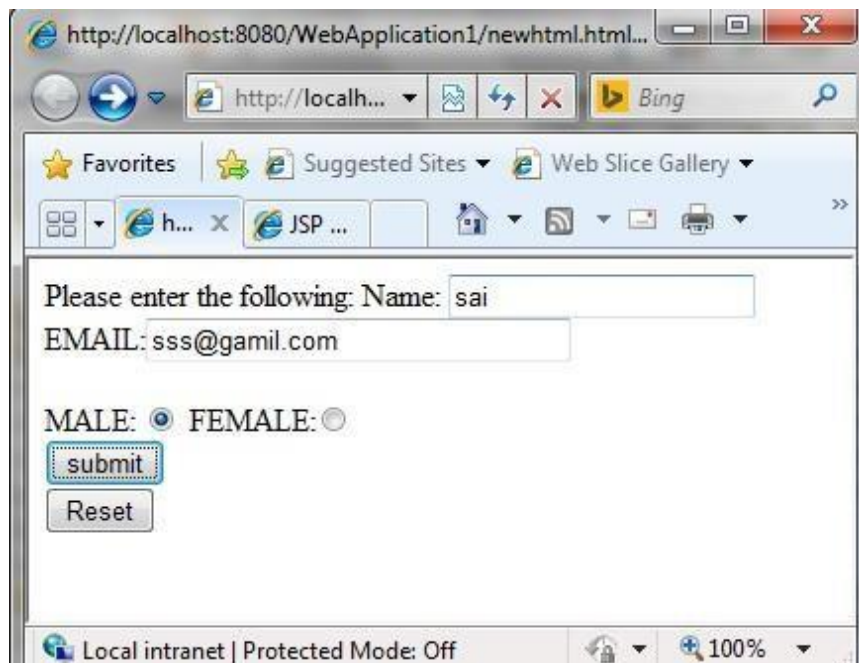 http://localhost:8080/WebApplication1/newhtml.html...
http://localh... Bing
Favorites Suggested Sites Web Slice Gallery
h... JSP ... »
Please enter the following: Name: sai
EMAIL: sss@gamil.com
MALE: FEMALE:
submit
Reset
Local intranet | Protected Mode: Off 100%